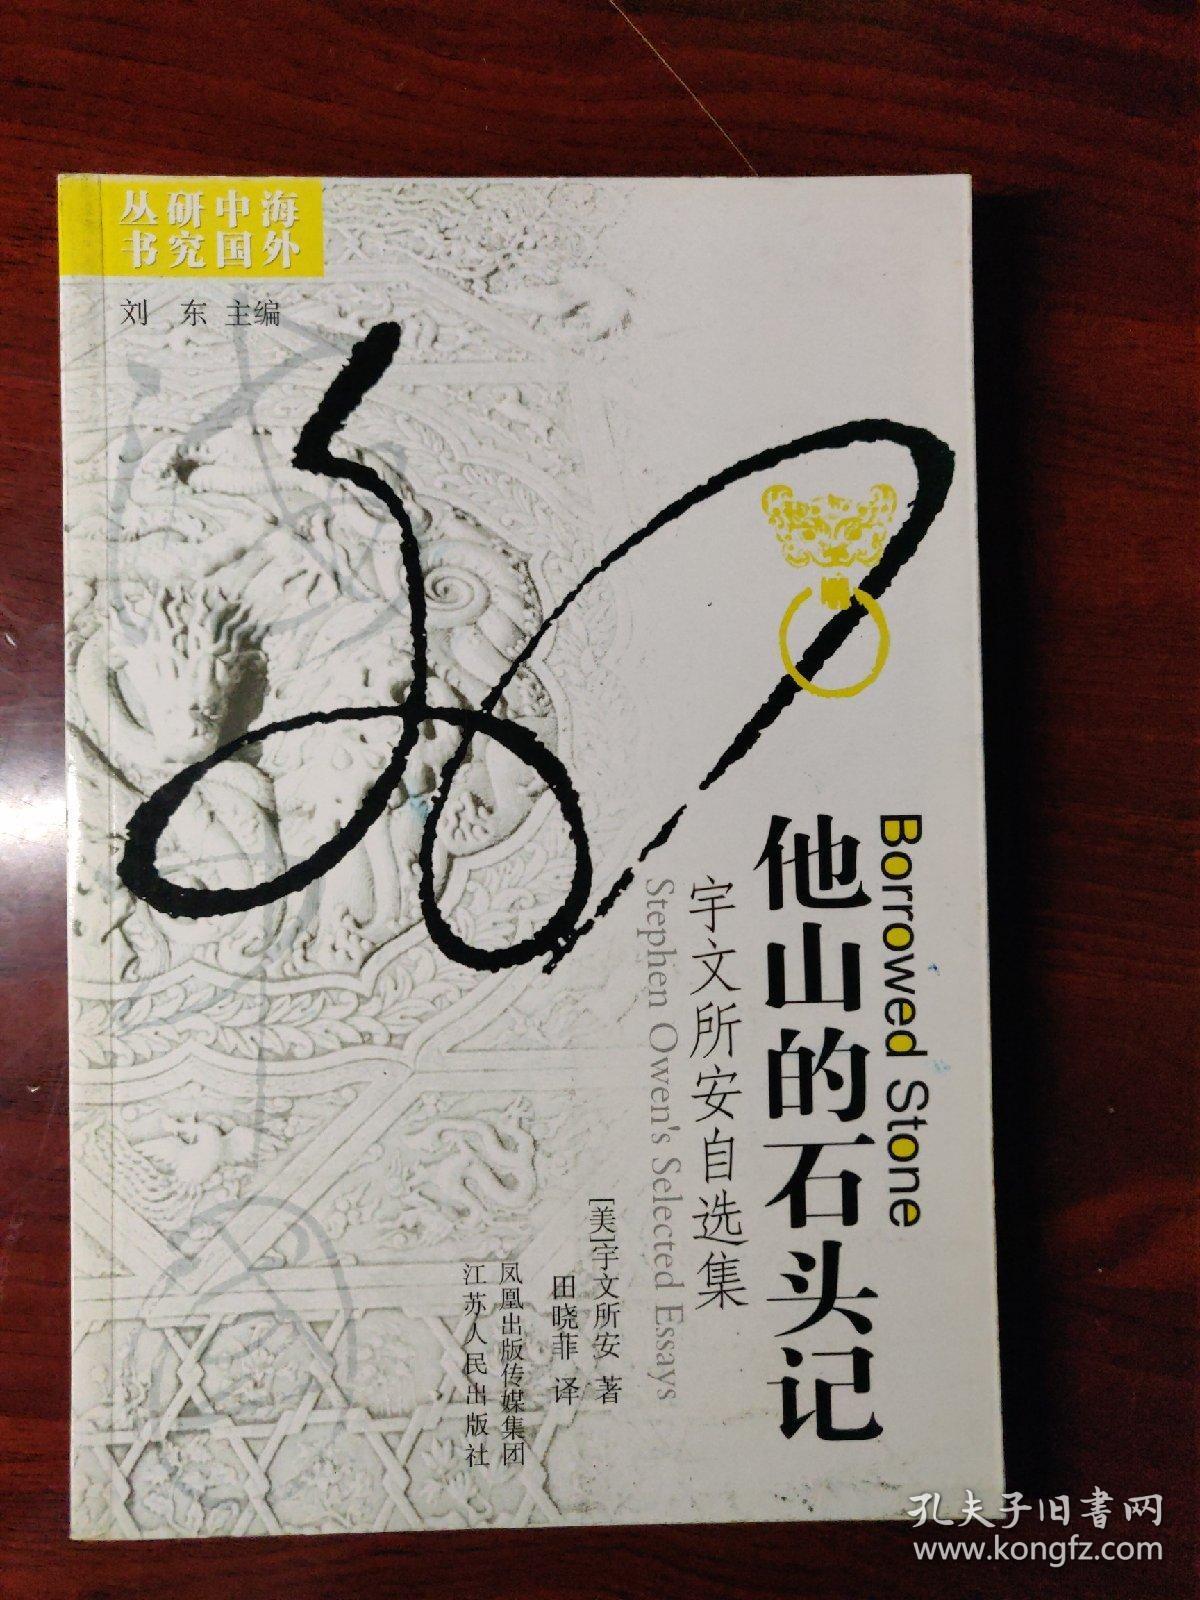 海外
中国
研究
丛书
刘 东 主编
Borrowed Stone
他山的石头记
宇文所安自选集
Stephen Owen's Selected Essays
[美]宇文所安 著
田晓菲 译
凤凰出版传媒集团
江苏人民出版社
孔夫子旧書网
www.kongfz.com